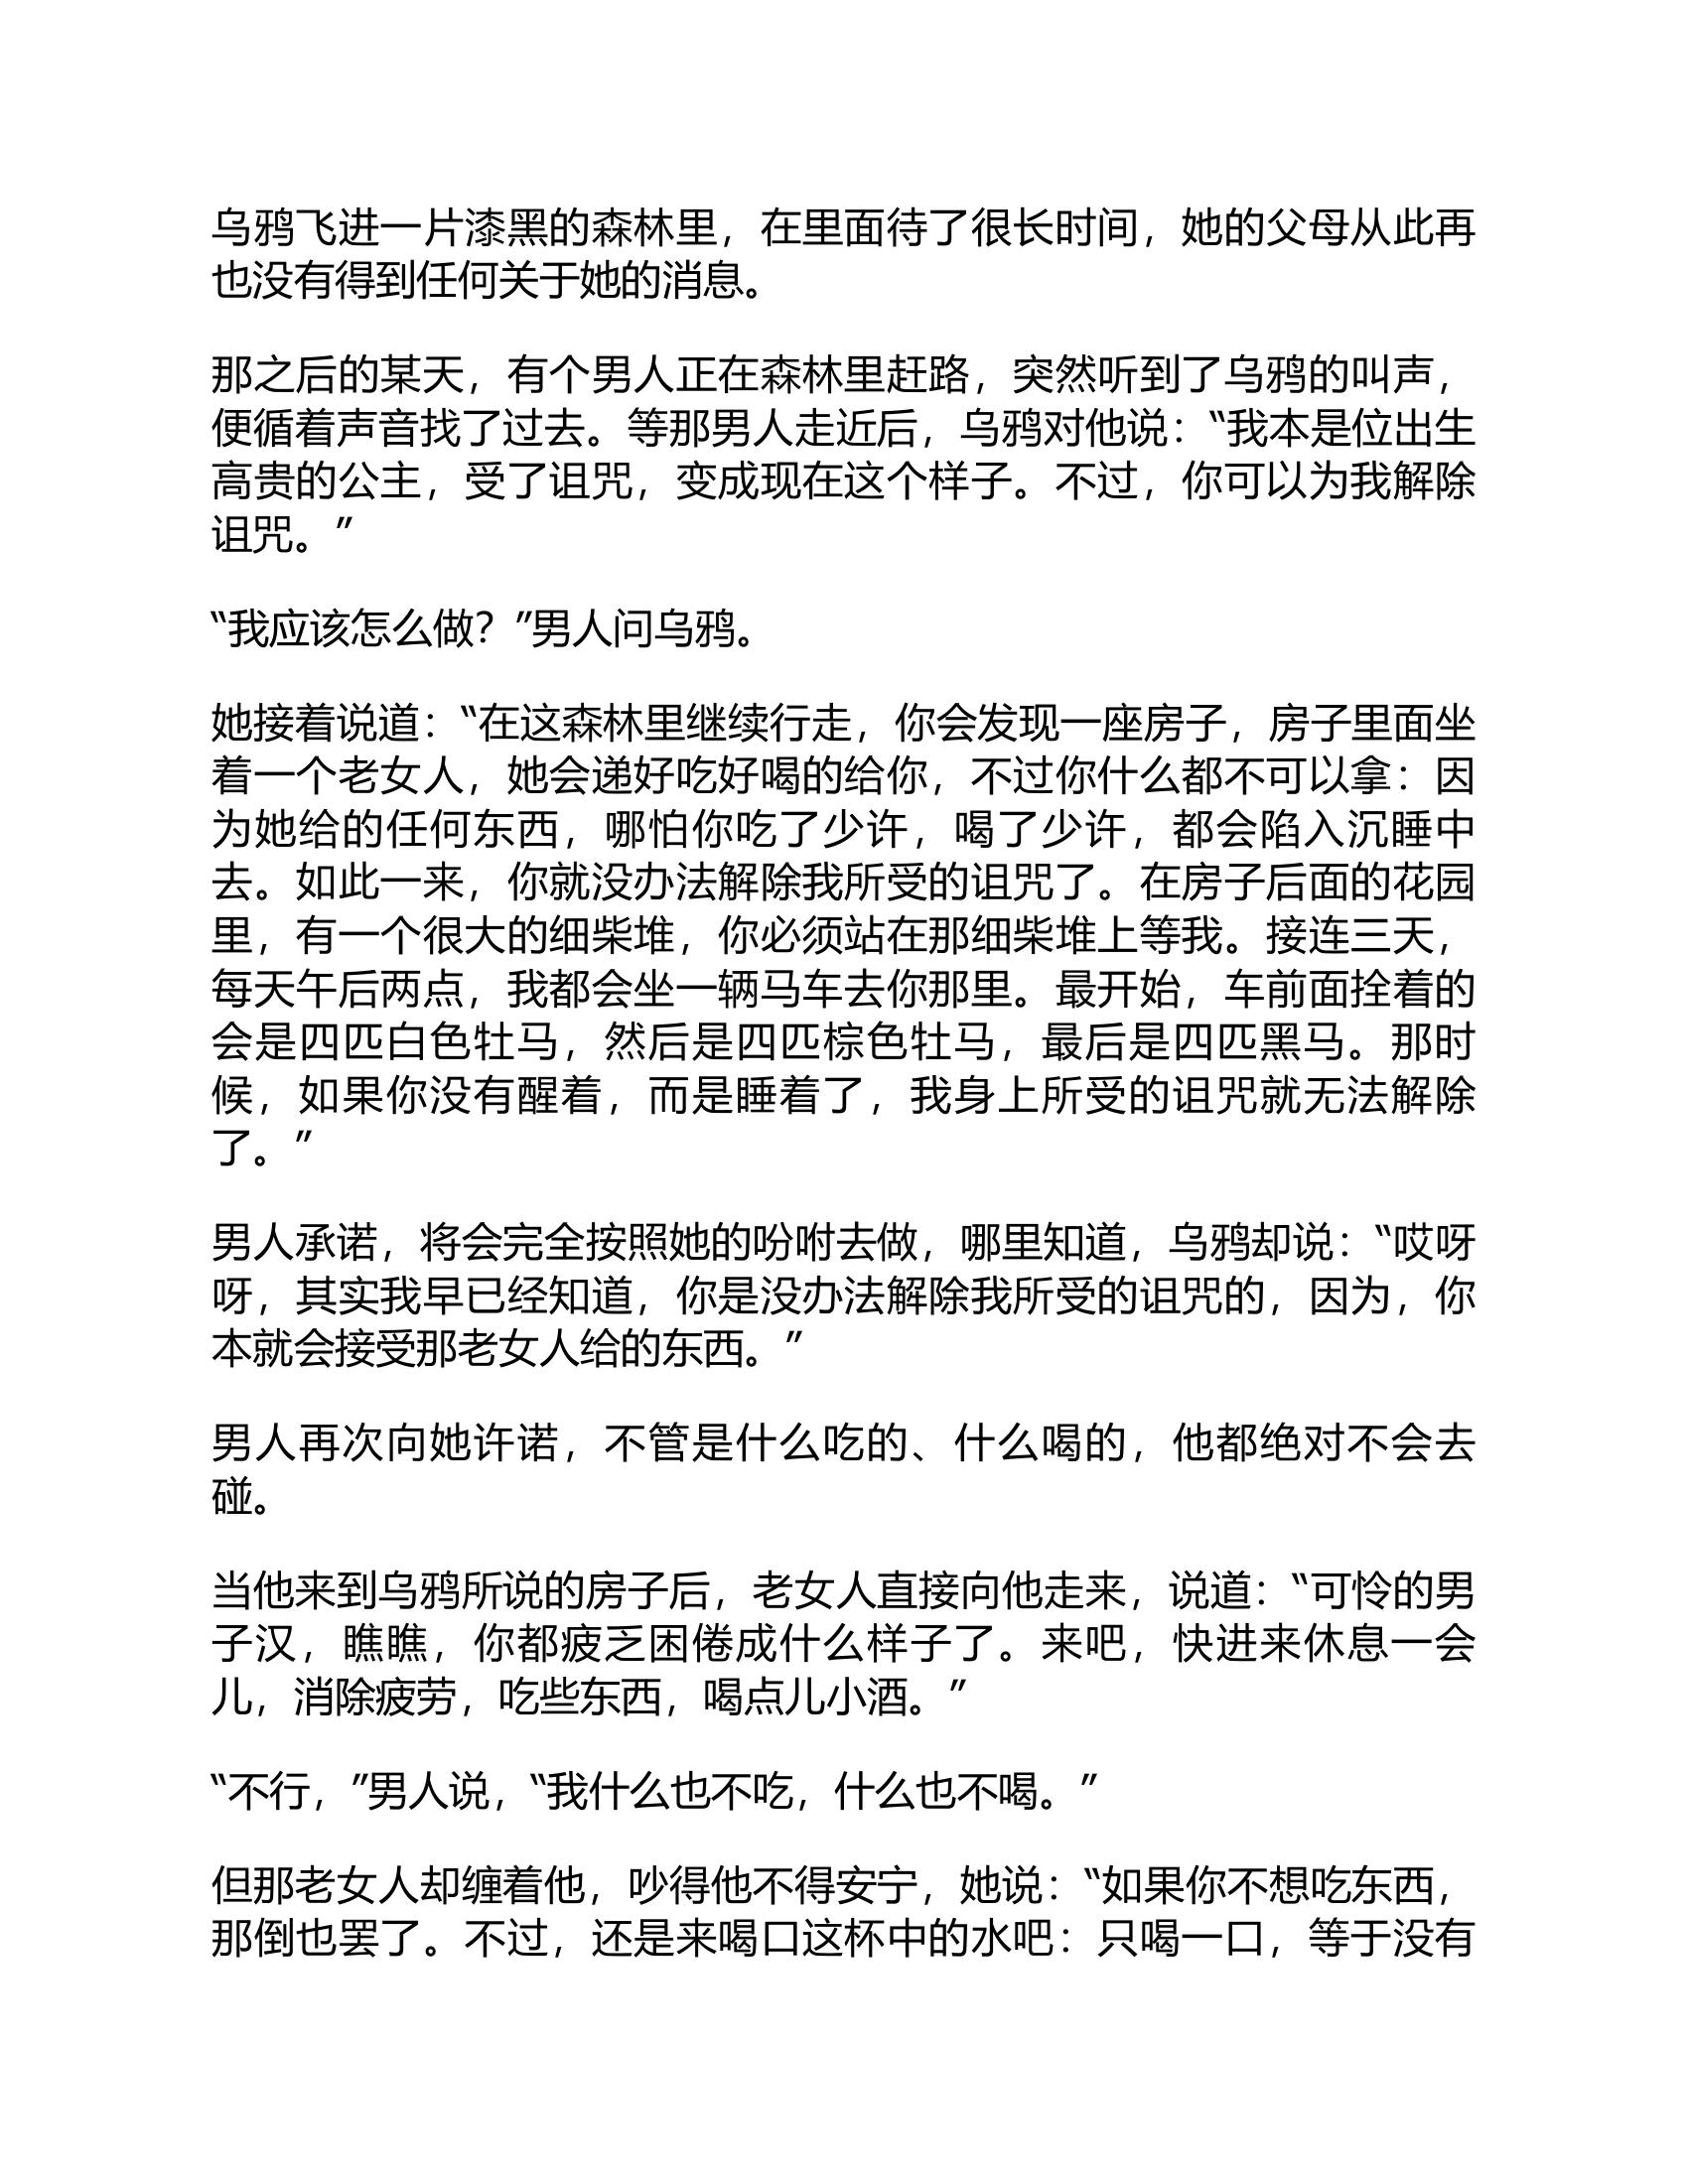 乌鸦飞进一片漆黑的森林里，在里面待了很长时间，她的父母从此再
也没有得到任何关于她的消息。
那之后的某天，有个男人正在森林里赶路，突然听到了乌鸦的叫声，
便循着声音找了过去。等那男人走近后，乌鸦对他说：“我本是位出生
高贵的公主，受了诅咒，变成现在这个样子。不过，你可以为我解除
诅咒。”
“我应该怎么做？”男人问乌鸦。
她接着说道：“在这森林里继续行走，你会发现一座房子，房子里面坐
着一个老女人，她会递好吃好喝的给你，不过你什么都不可以拿：因
为她给的任何东西，哪怕你吃了少许，喝了少许，都会陷入沉睡中
去。如此一来，你就没办法解除我所受的诅咒了。在房子后面的花园
里，有一个很大的细柴堆，你必须站在那细柴堆上等我。接连三天，
每天午后两点，我都会坐一辆马车去你那里。最开始，车前面拴着的
会是四匹白色牡马，然后是四匹棕色牡马，最后是四匹黑马。那时
候，如果你没有醒着，而是睡着了，我身上所受的诅咒就无法解除
了。”
男人承诺，将会完全按照她的吩咐去做，哪里知道，乌鸦却说：“哎呀
呀，其实我早已经知道，你是没办法解除我所受的诅咒的，因为，你
本就会接受那老女人给的东西。”
男人再次向她许诺，不管是什么吃的、什么喝的，他都绝对不会去
碰。
当他来到乌鸦所说的房子后，老女人直接向他走来，说道：“可怜的男
子汉，瞧瞧，你都疲乏困倦成什么样子了。来吧，快进来休息一会
儿，消除疲劳，吃些东西，喝点儿小酒。”
“不行，”男人说，“我什么也不吃，什么也不喝。”
但那老女人却缠着他，吵得他不得安宁，她说：“如果你不想吃东西，
那倒也罢了。不过，还是来喝口这杯中的水吧：只喝一口，等于没有